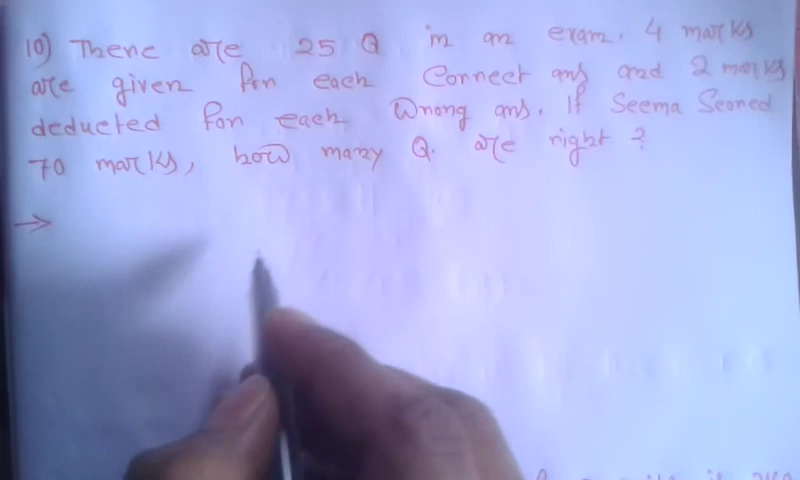 10) There are 25 Q in an exam. 4 marks
are given for each Correct ans and 2 marks
deducted for each Wrong ans. If Seema Scored
70 marks, how many Q. are right ?
→